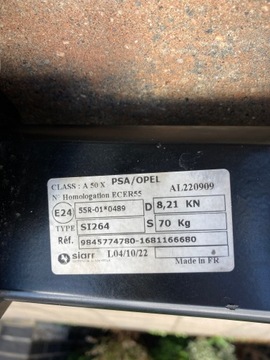 PSA/OPEL
CLASS : A 50 X AL220909
N Homologation ECER55
E24 55R-01*0489 D 8,21 KN
TYPE SI264 S 70 Kg
Réf. 9845774780-1681166680
siarr L04/10/22 Made in FR